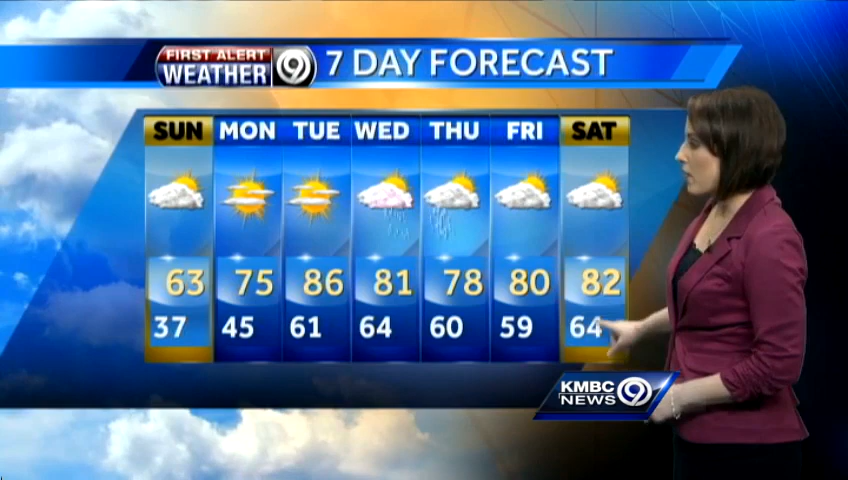 FIRST ALERT
WEATHER 9
7 DAY FORECAST
SUN MON TUE WED THU FRI SAT
63 75 86 81 78 80 82
37 45 61 64 60 59 64
KMBC 9
NEWS